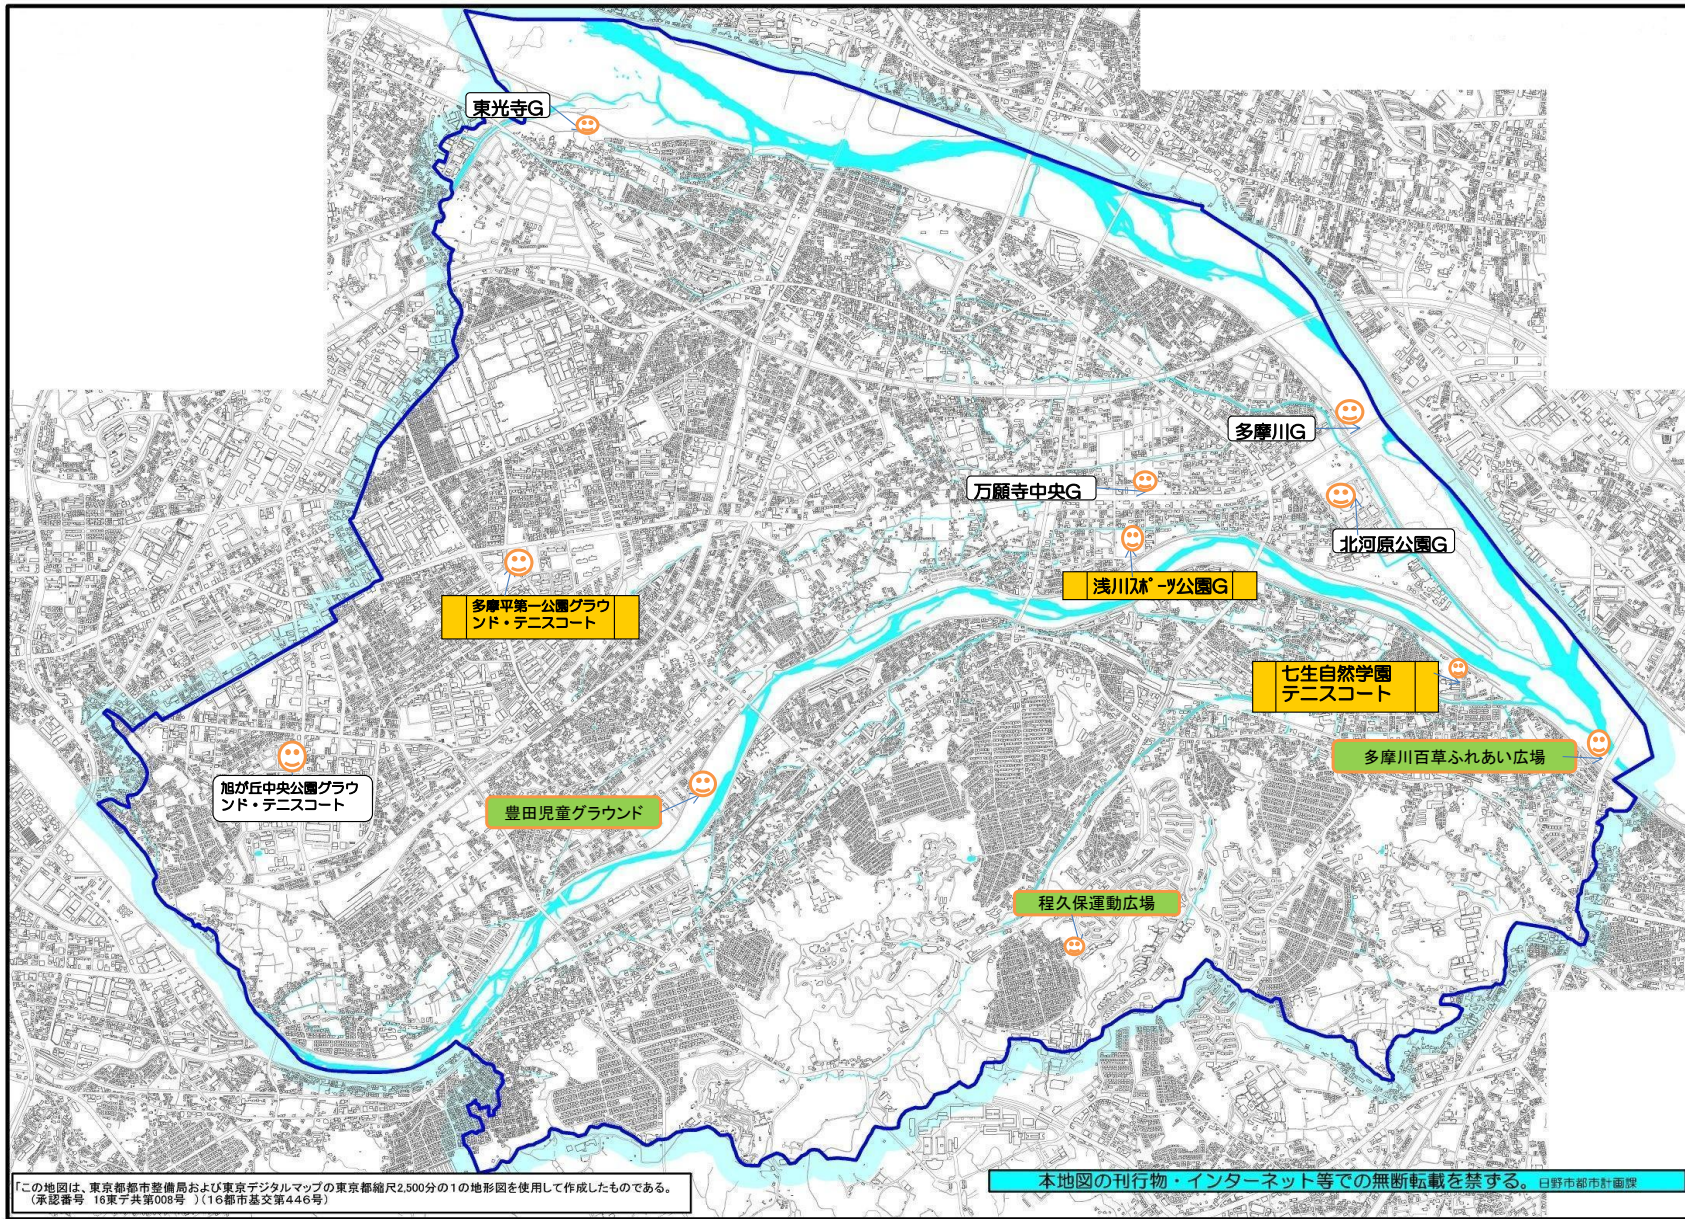 東光寺G
多摩川G
万願寺中央G
北河原公園G
浅川ｽﾎﾟｰﾂ公園G
多摩平第一公園グラウ
ンド・テニスコート
七生自然学園
テニスコート
多摩川百草ふれあい広場
旭が丘中央公園グラウ
ンド・テニスコート
豊田児童グラウンド
程久保運動広場
「この地図は、東京都都市整備局および東京デジタルマップの東京都縮尺2,500分の1の地形図を使用して作成したものである。
（承認番号 16東デ共第008号 ）（16都市基交第446号）
本地図の刊行物・インターネット等での無断転載を禁ずる。 日野市都市計画課